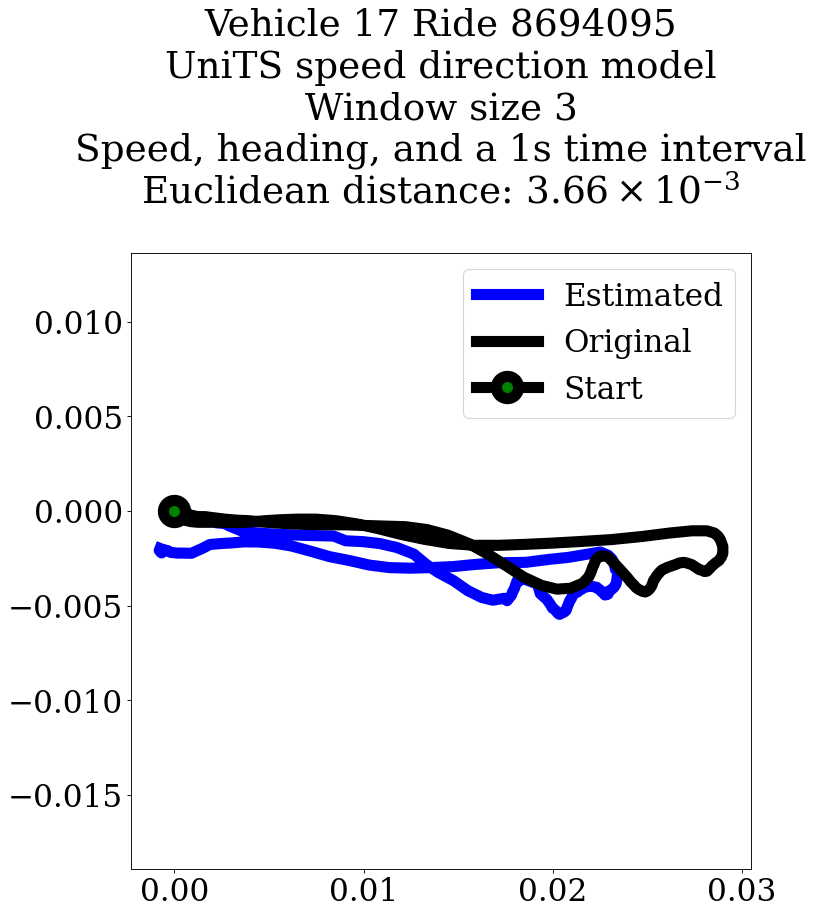 Vehicle 17 Ride 8694095
UniTS speed direction model
Window size 3
Speed, heading, and a 1s time interval
Euclidean distance: 3.66 × 10⁻³
Estimated
Original
Start
0.010
0.005
0.000
−0.005
−0.010
−0.015
0.00 0.01 0.02 0.03